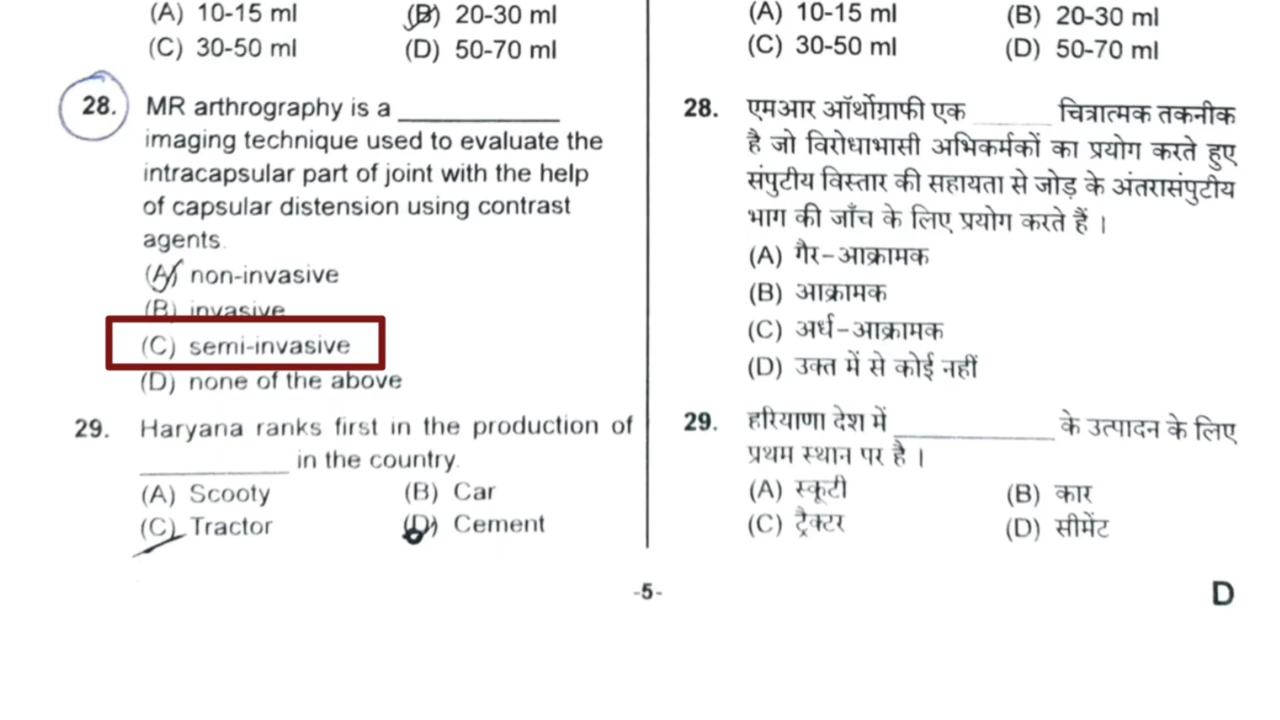 (A) 10-15 ml (B) 20-30 ml
(C) 30-50 ml (D) 50-70 ml
28. MR arthrography is a ___________
imaging technique used to evaluate the
intracapsular part of joint with the help
of capsular distension using contrast
agents.
(A) non-invasive
(B) invasive
(C) semi-invasive
(D) none of the above
29. Haryana ranks first in the production of
__________ in the country.
(A) Scooty (B) Car
(C) Tractor (D) Cement
(A) 10-15 ml (B) 20-30 ml
(C) 30-50 ml (D) 50-70 ml
28. एमआर ऑर्थोग्राफी एक ______ चित्रात्मक तकनीक
है जो विरोधाभासी अभिकर्मकों का प्रयोग करते हुए
संपुटीय विस्तार की सहायता से जोड़ के अंतरासंपुटीय
भाग की जाँच के लिए प्रयोग करते हैं ।
(A) गैर-आक्रामक
(B) आक्रामक
(C) अर्ध-आक्रामक
(D) उक्त में से कोई नहीं
29. हरियाणा देश में ___________ के उत्पादन के लिए
प्रथम स्थान पर है ।
(A) स्कूटी (B) कार
(C) ट्रैक्टर (D) सीमेंट
-5-
D